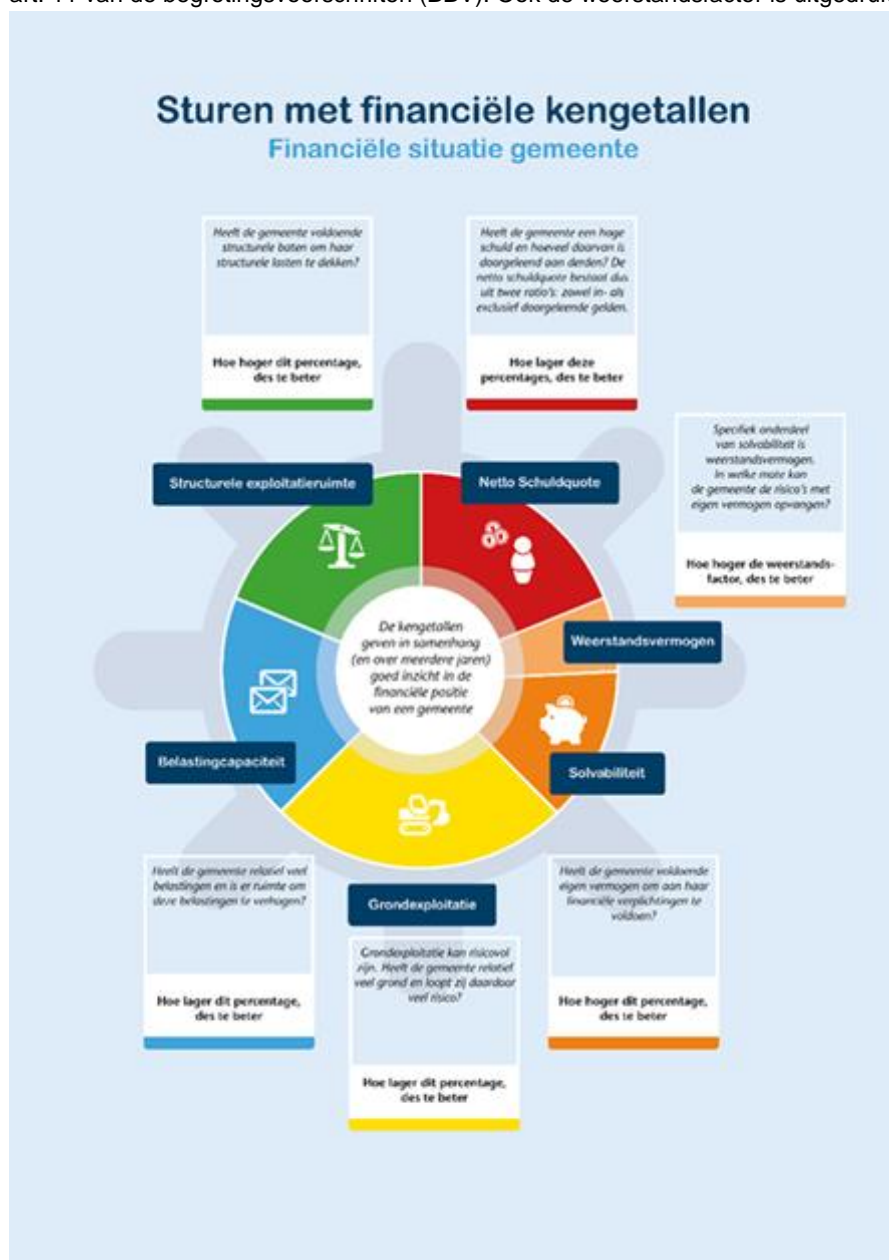 Sturen met financiële kengetallen
Financiële situatie gemeente
Heeft de gemeente voldoende
structurele baten om haar
structurele lasten te dekken?
Hoe hoger dit percentage,
des te beter
Heeft de gemeente een hoge
schuld en hoeveel daarvan is
doorgeleend aan derden? De
netto schuldquote bestaat dus
uit twee ratio's: zowel in- als
exclusief doorgeleende gelden.
Hoe lager deze
percentages, des te beter
Specifiek onderdeel
van solvabiliteit is
weerstandsvermogen.
In welke mate kan
de gemeente de risico's met
eigen vermogen opvangen?
Hoe hoger de weerstands-
factor, des te beter
Structurele exploitatieruimte
Netto Schuldquote
De kengetallen
geven in samenhang
(en over meerdere jaren)
goed inzicht in de
financiële positie
van een gemeente
Weerstandsvermogen
Belastingcapaciteit
Solvabiliteit
Heeft de gemeente relatief veel
belastingen en is er ruimte om
deze belastingen te verhogen?
Hoe lager dit percentage,
des te beter
Grondexploitatie
Grondexploitatie kan risicovol
zijn. Heeft de gemeente relatief
veel grond en loopt zij daardoor
veel risico?
Hoe lager dit percentage,
des te beter
Heeft de gemeente voldoende
eigen vermogen om aan haar
financiële verplichtingen te
voldoen?
Hoe hoger dit percentage,
des te beter